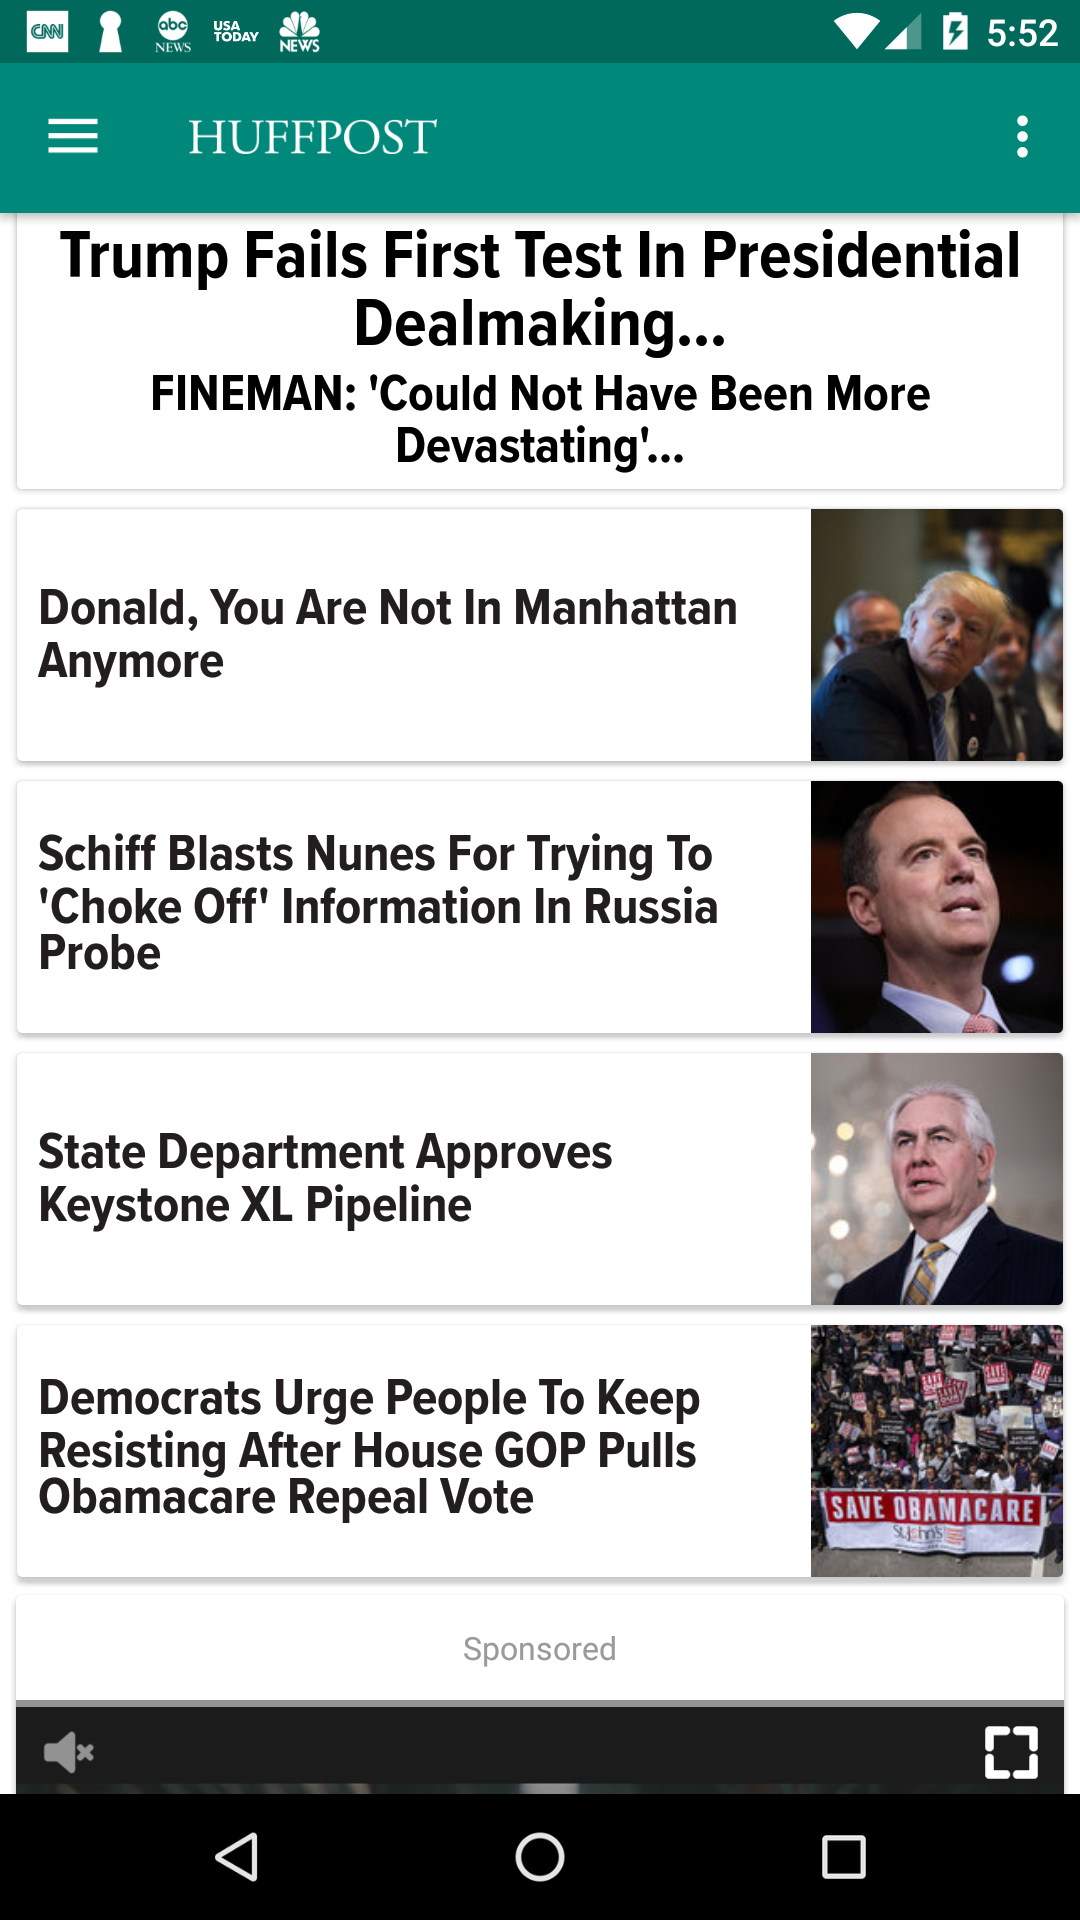 CNN
abc
NEWS
USA
TODAY
NEWS
5:52
HUFFPOST
Trump Fails First Test In Presidential
Dealmaking...
FINEMAN: 'Could Not Have Been More
Devastating'...
Donald, You Are Not In Manhattan
Anymore
Schiff Blasts Nunes For Trying To
'Choke Off' Information In Russia
Probe
State Department Approves
Keystone XL Pipeline
Democrats Urge People To Keep
Resisting After House GOP Pulls
Obamacare Repeal Vote
SAVE OBAMACARE
St. John's
Sponsored